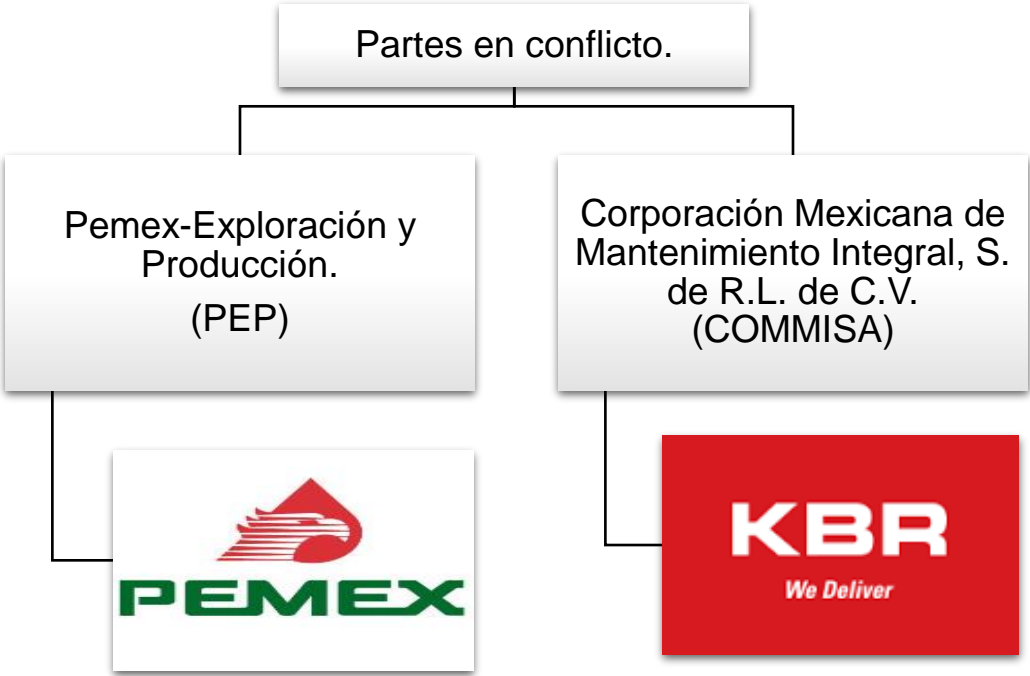 Partes en conflicto.
Pemex-Exploración y
Producción.
(PEP)
Corporación Mexicana de
Mantenimiento Integral, S.
de R.L. de C.V.
(COMMISA)
PEMEX
KBR
We Deliver